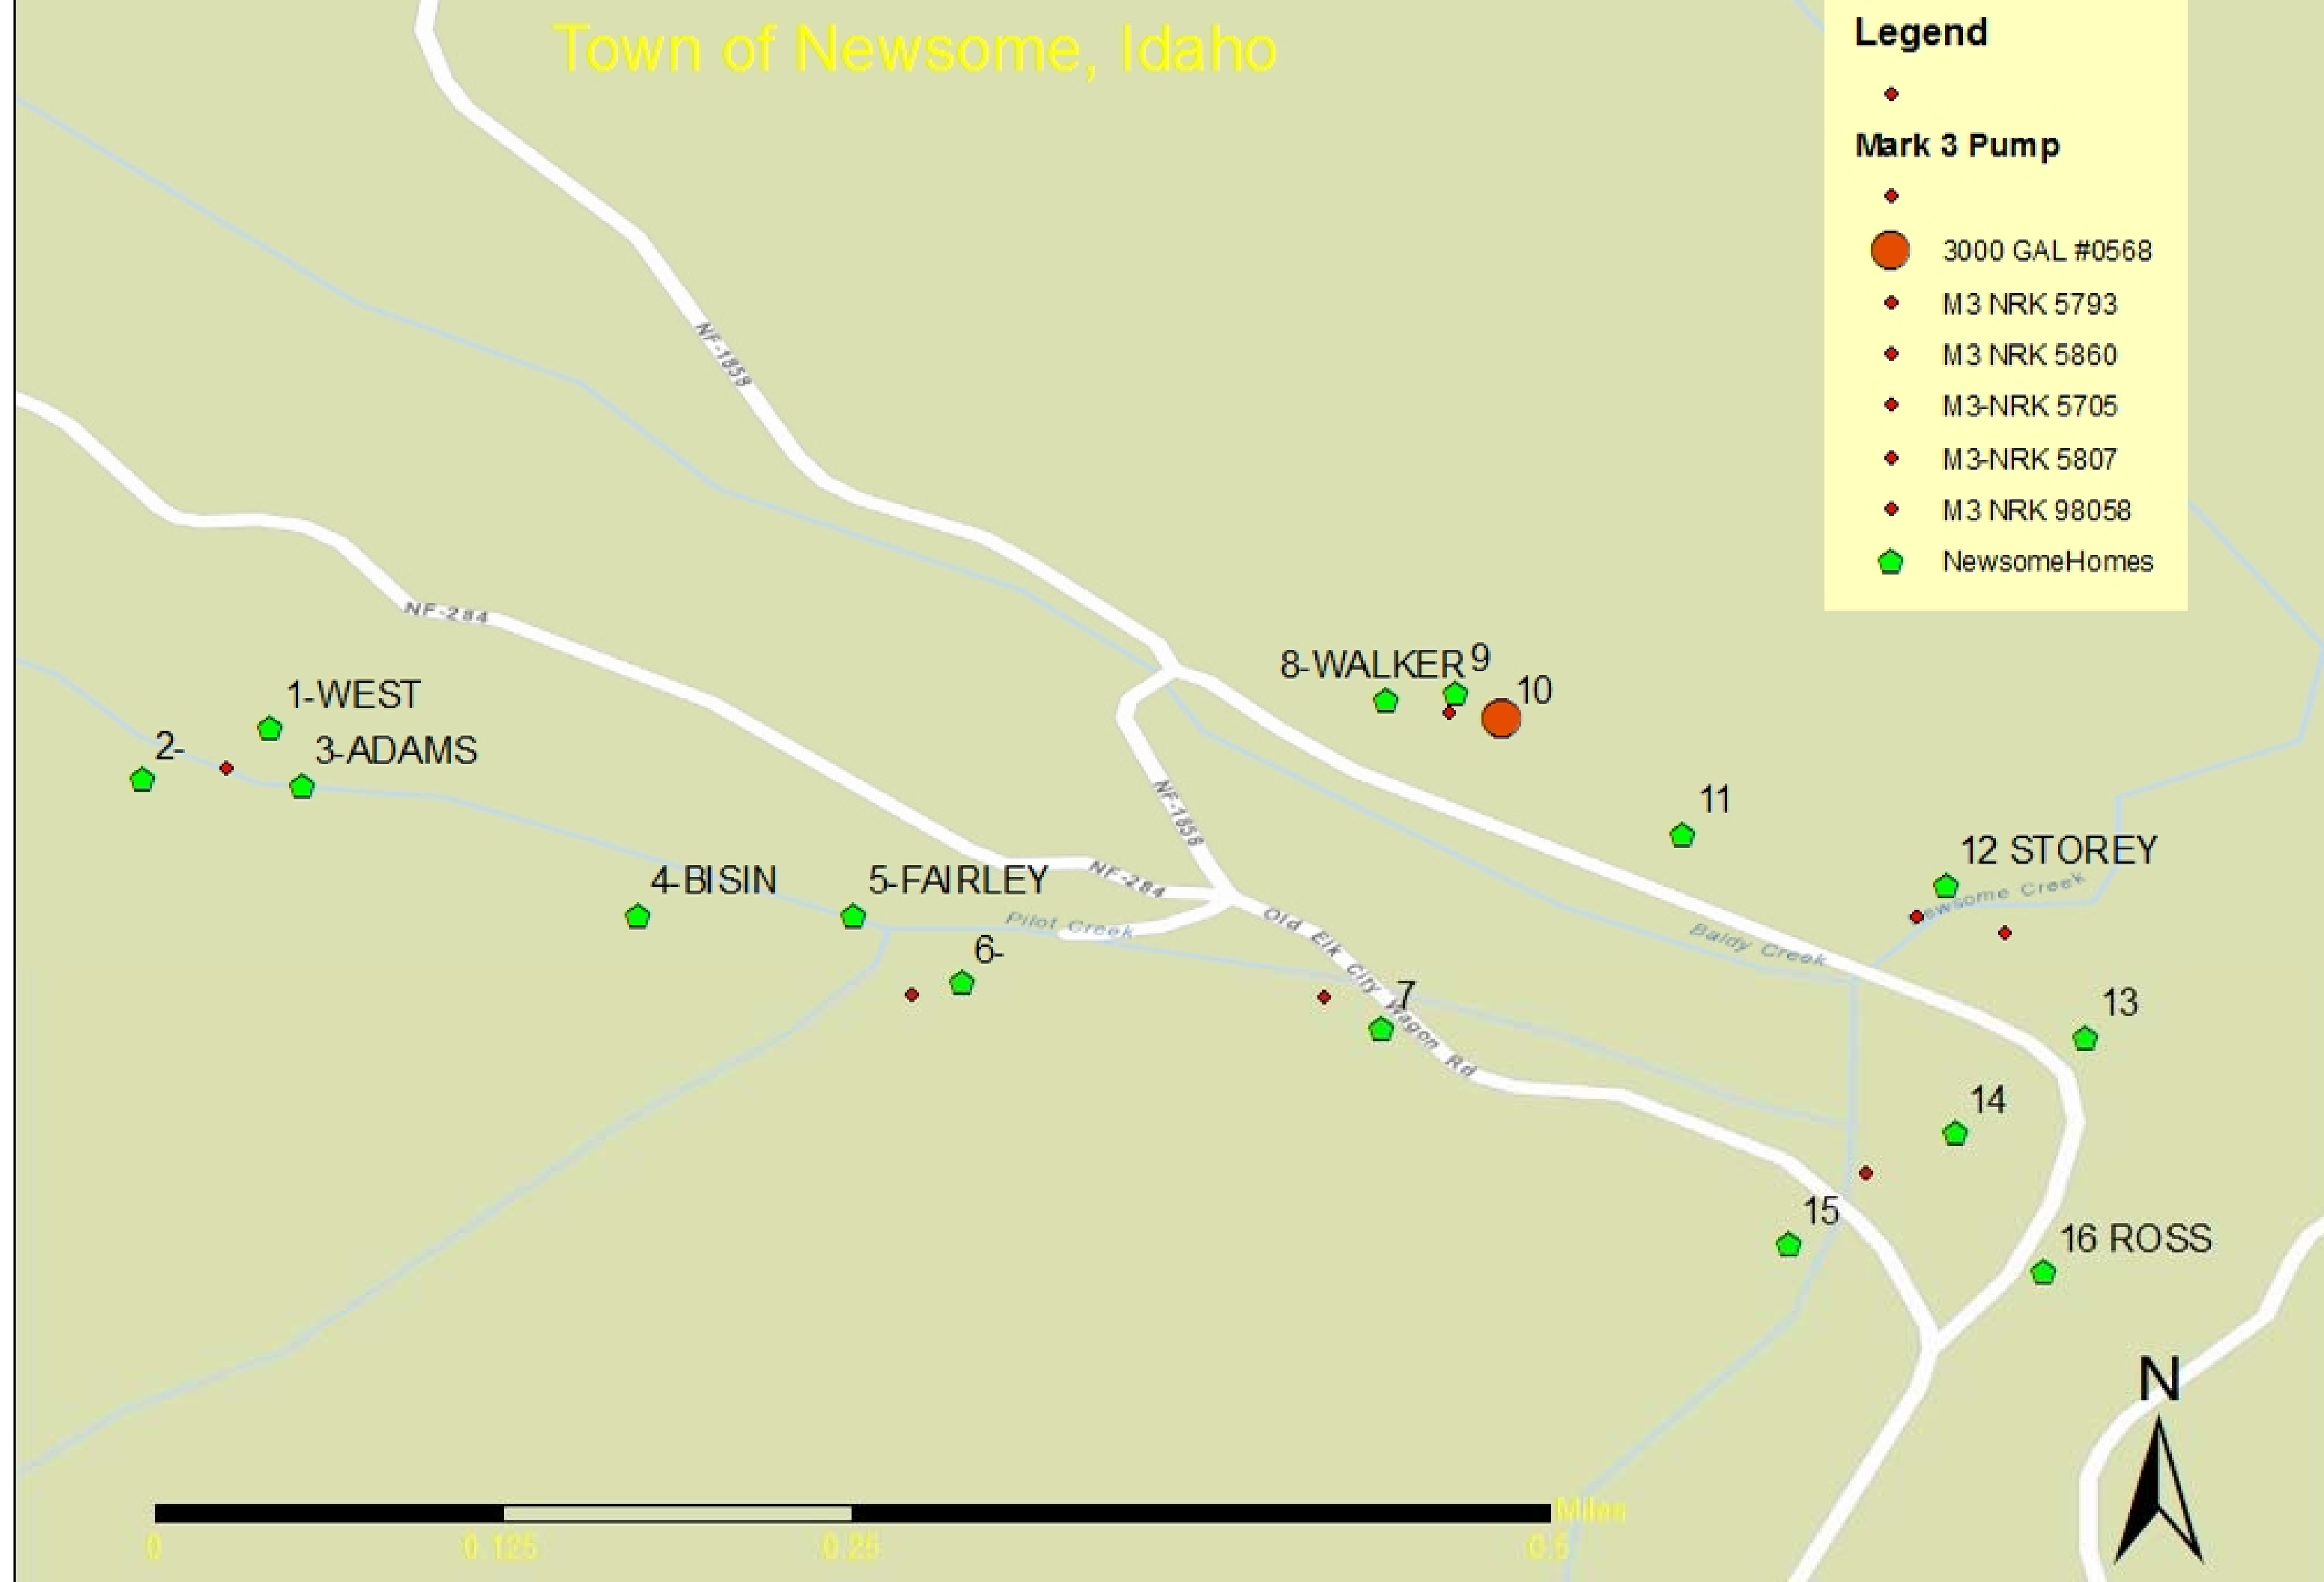 Town of Newsome, Idaho
Legend
Mark 3 Pump
3000 GAL #0568
M3 NRK 5793
M3 NRK 5860
M3-NRK 5705
M3-NRK 5807
M3 NRK 98058
NewsomeHomes
NF-1858
NF-284
8-WALKER
9
10
1-WEST
2-
3-ADAMS
NF-1858
11
12 STOREY
ewsome Creek
4-BISIN
5-FAIRLEY
NF-284
Pilot Creek
Old Elk City Wagon Rd
Baldy Creek
6-
7
13
14
15
16 ROSS
N
Miles
0
0.125
0.25
0.5